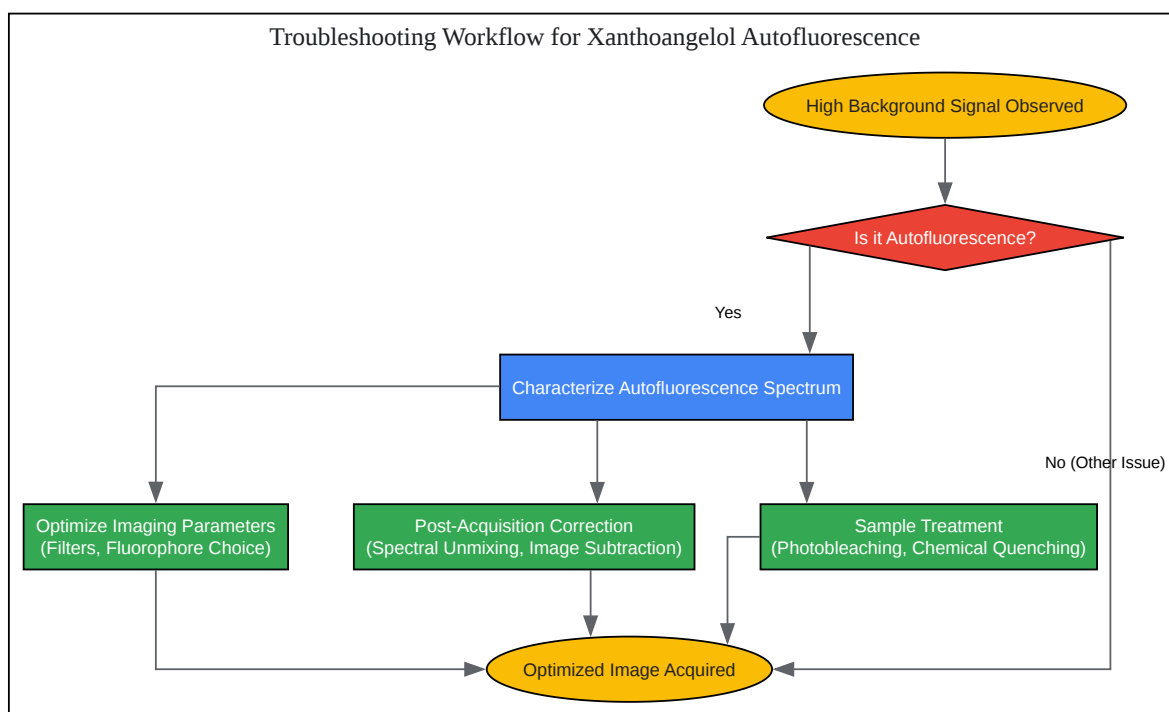 Troubleshooting Workflow for Xanthoangelol Autofluorescence
High Background Signal Observed
Is it Autofluorescence?
Yes
Characterize Autofluorescence Spectrum
No (Other Issue)
Optimize Imaging Parameters
(Filters, Fluorophore Choice)
Post-Acquisition Correction
(Spectral Unmixing, Image Subtraction)
Sample Treatment
(Photobleaching, Chemical Quenching)
Optimized Image Acquired